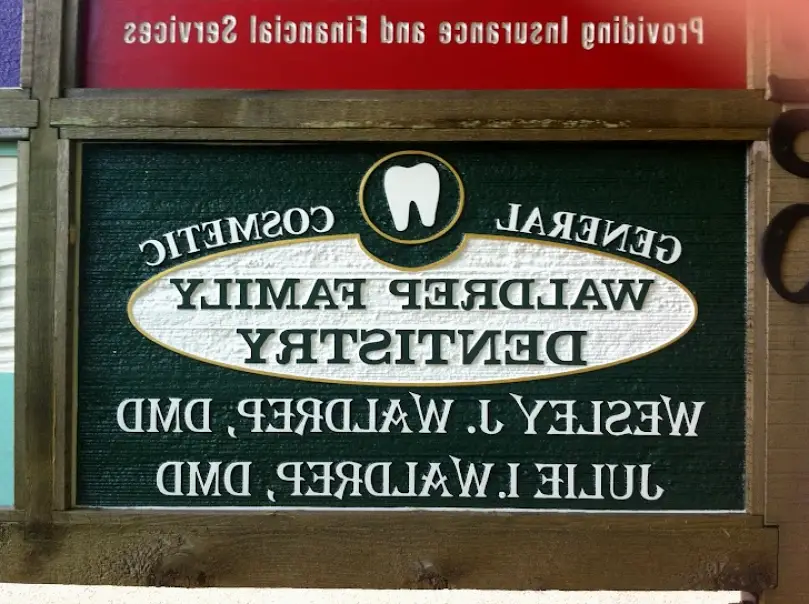 Providing Insurance and Financial Services
GENERAL COSMETIC
WALDREP FAMILY
DENTISTRY
WESLEY J. WALDREP, DMD
JULIE I. WALDREP, DMD